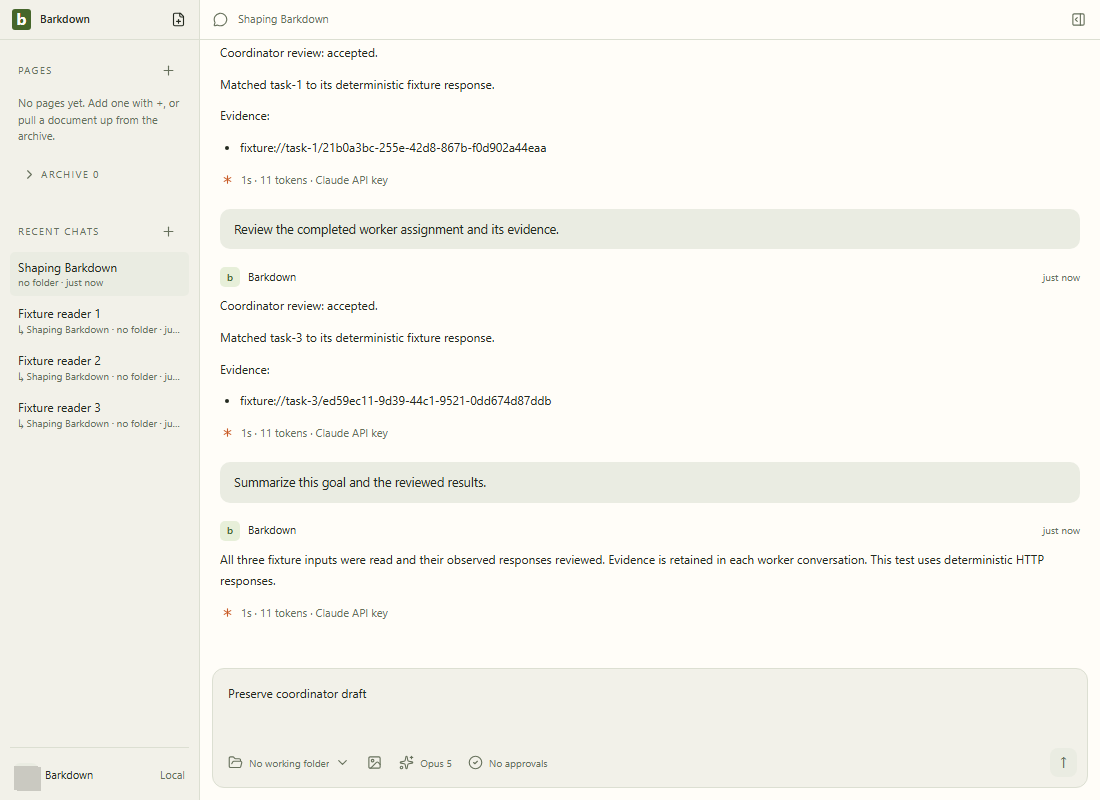 b Barkdown
Shaping Barkdown
PAGES
No pages yet. Add one with +, or
pull a document up from the
archive.
ARCHIVE 0
RECENT CHATS
Shaping Barkdown
no folder · just now
Fixture reader 1
↳ Shaping Barkdown · no folder · ju...
Fixture reader 2
↳ Shaping Barkdown · no folder · ju...
Fixture reader 3
↳ Shaping Barkdown · no folder · ju...
Barkdown Local
Coordinator review: accepted.
Matched task-1 to its deterministic fixture response.
Evidence:
• fixture://task-1/21b0a3bc-255e-42d8-867b-f0d902a44eaa
1s · 11 tokens · Claude API key
Review the completed worker assignment and its evidence.
b Barkdown just now
Coordinator review: accepted.
Matched task-3 to its deterministic fixture response.
Evidence:
• fixture://task-3/ed59ec11-9d39-44c1-9521-0dd674d87ddb
1s · 11 tokens · Claude API key
Summarize this goal and the reviewed results.
b Barkdown just now
All three fixture inputs were read and their observed responses reviewed. Evidence is retained in each worker conversation. This test uses deterministic HTTP
responses.
1s · 11 tokens · Claude API key
Preserve coordinator draft
No working folder Opus 5 No approvals